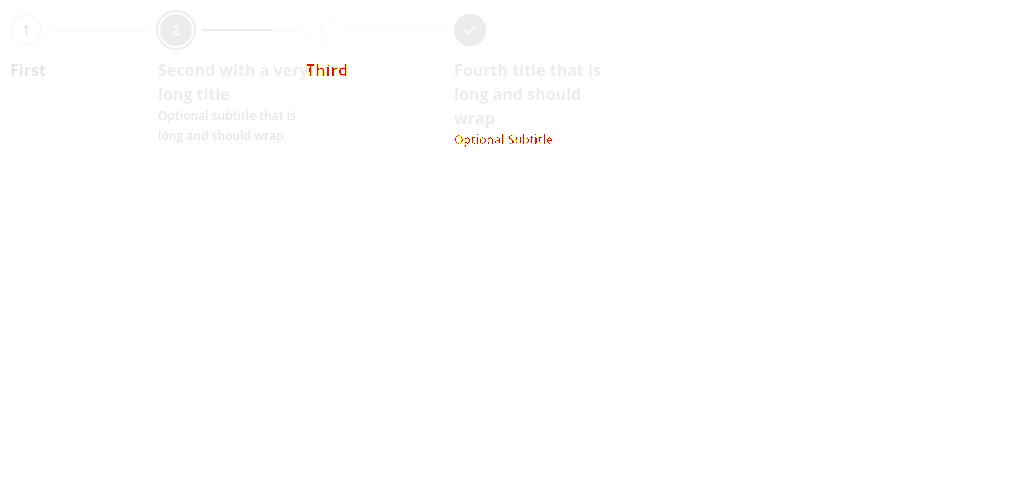 1
2
3
First
Second with a very
long title
Optional subtitle that is
long and should wrap
Third
Fourth title that is
long and should
wrap
Optional Subtitle